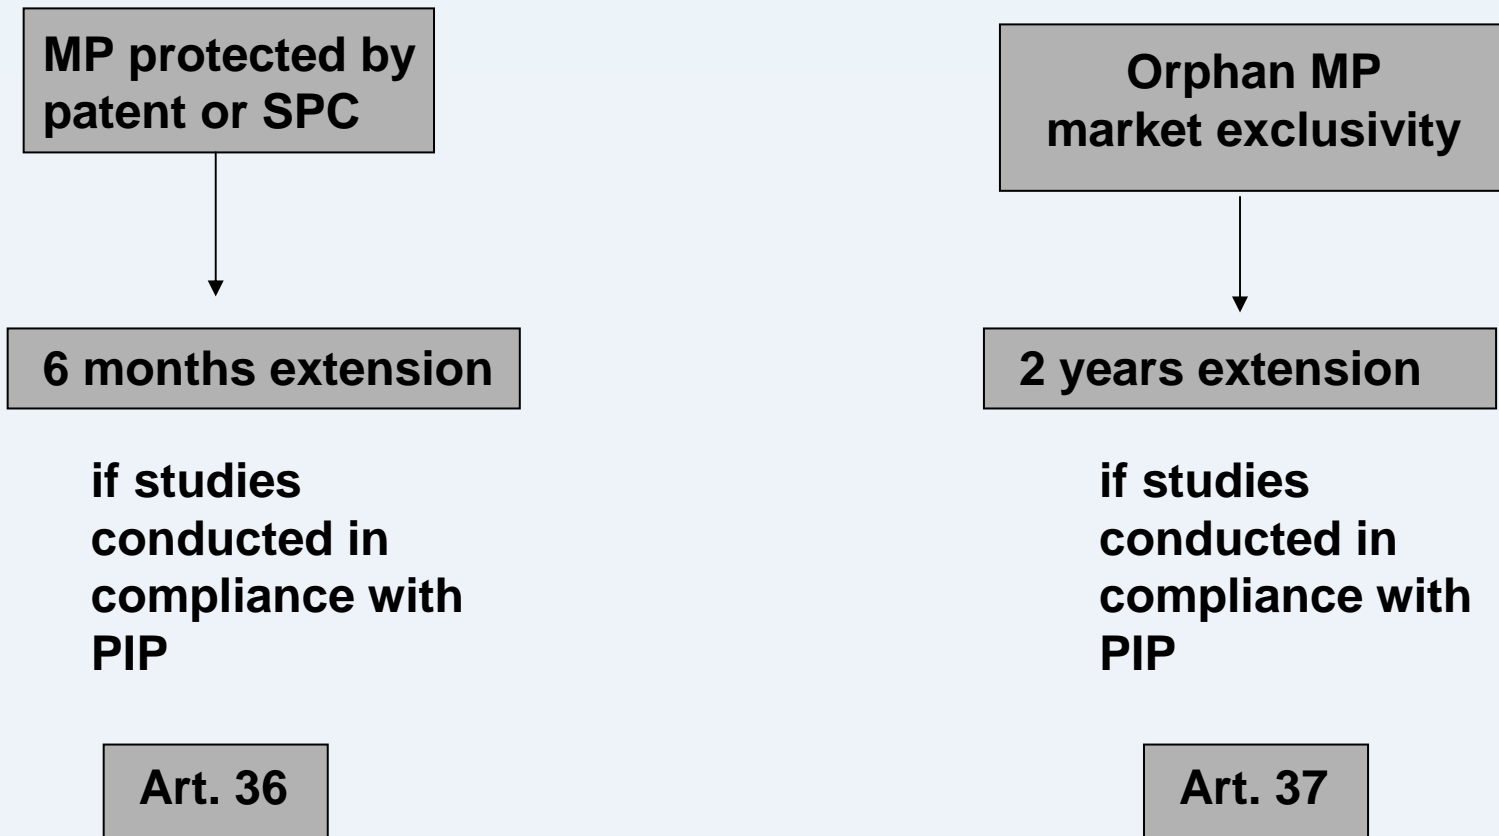 MP protected by
patent or SPC
6 months extension
if studies
conducted in
compliance with
PIP
Art. 36
Orphan MP
market exclusivity
2 years extension
if studies
conducted in
compliance with
PIP
Art. 37